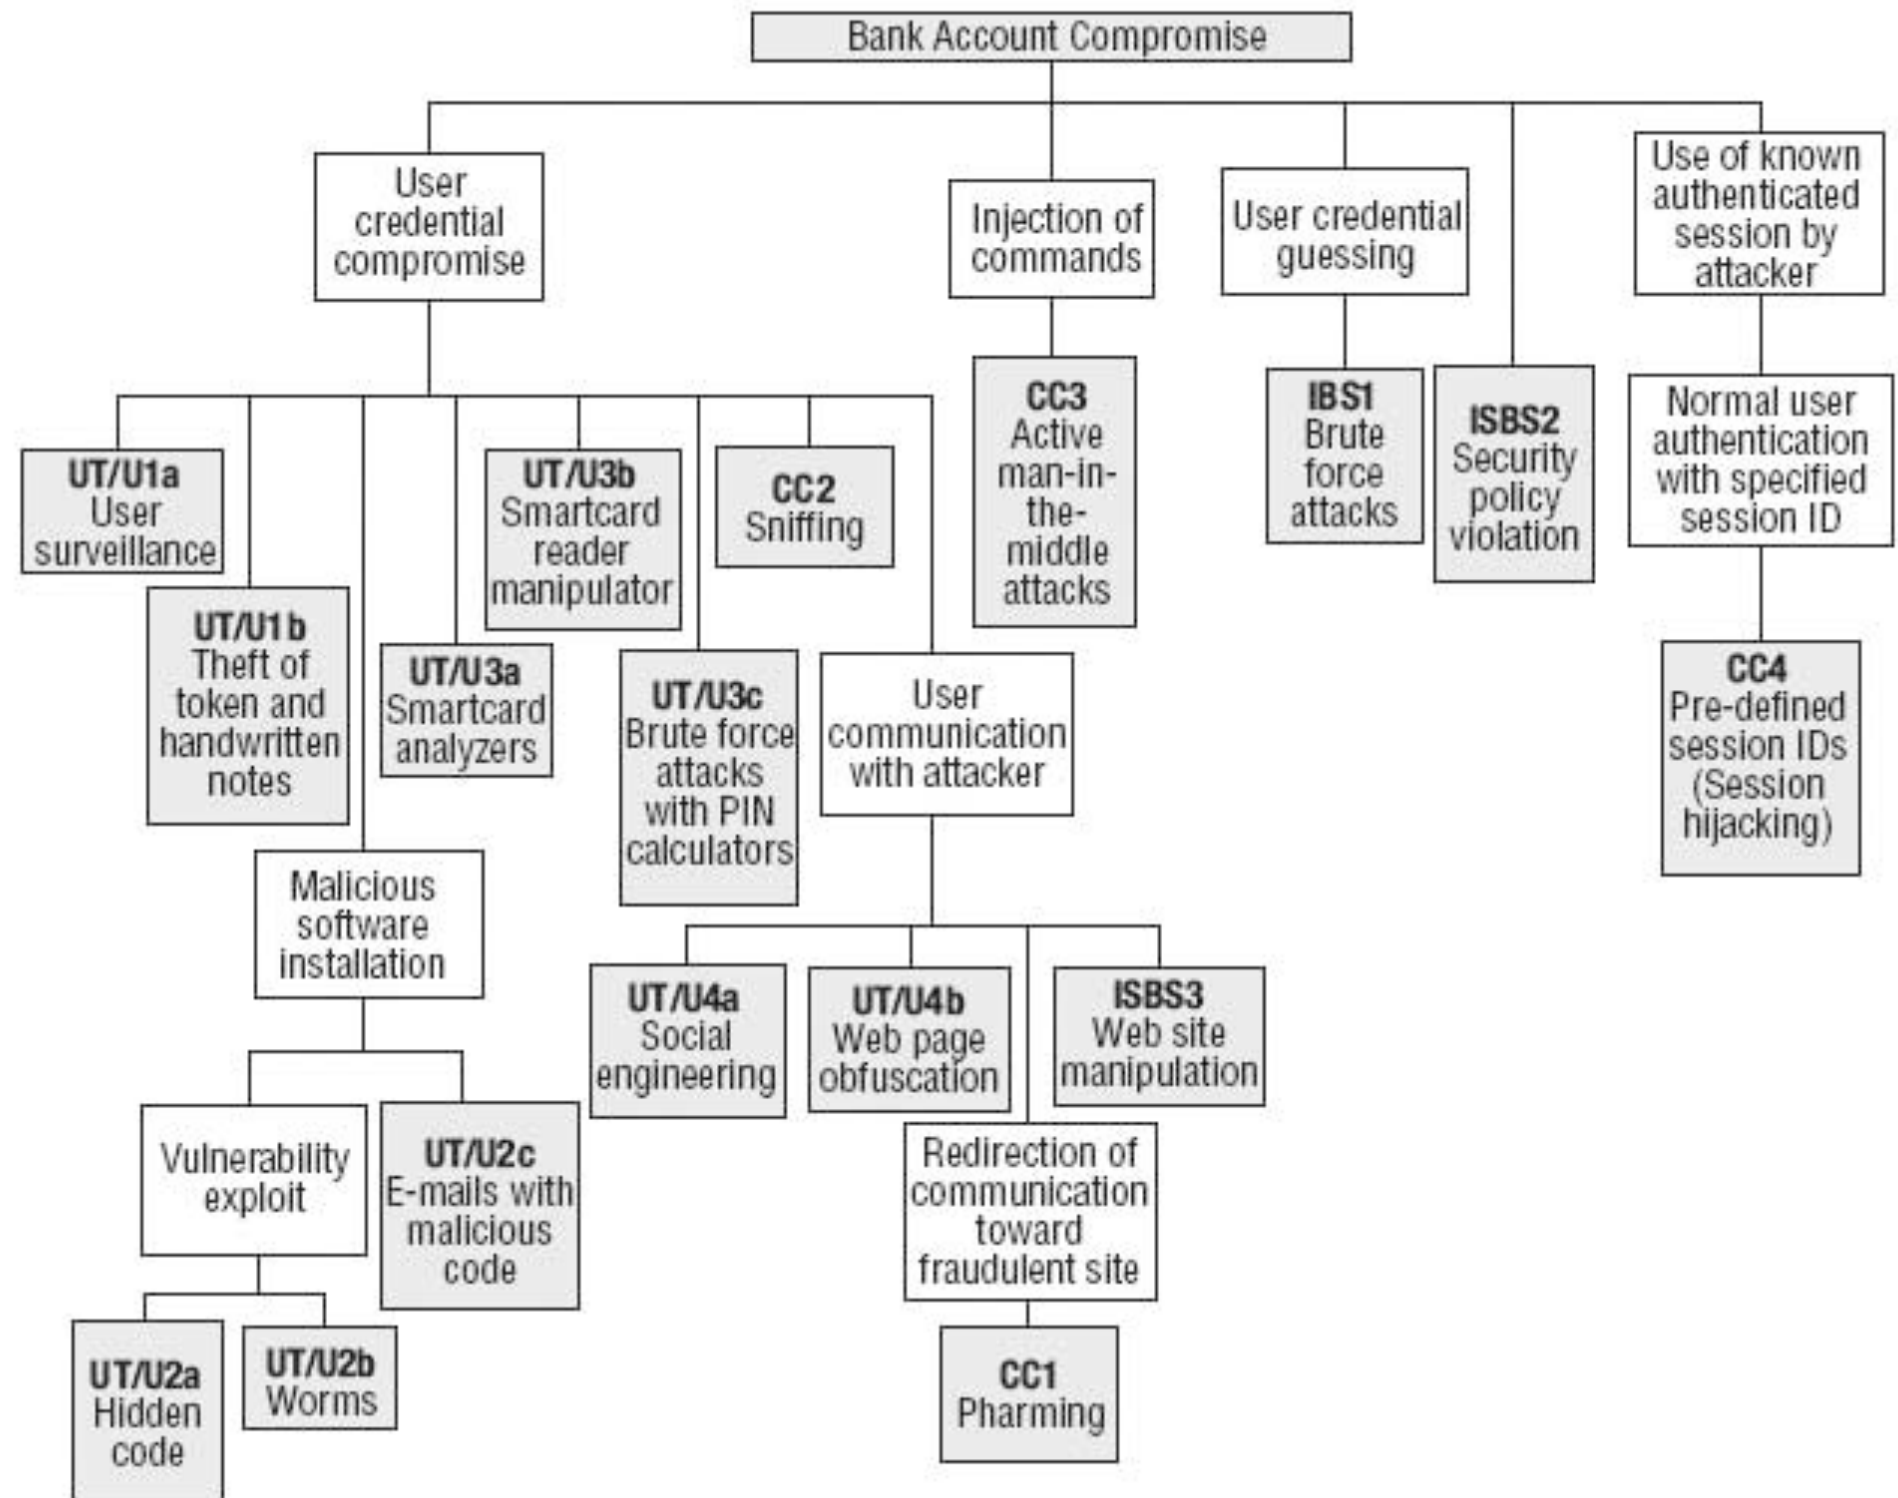 Bank Account Compromise
User
credential
compromise
Injection of
commands
User credential
guessing
Use of known
authenticated
session by
attacker
CC3
Active
man-in-
the-
middle
attacks
IBS1
Brute
force
attacks
ISBS2
Security
policy
violation
Normal user
authentication
with specified
session ID
UT/U1a
User
surveillance
UT/U3b
Smartcard
reader
manipulator
CC2
Sniffing
UT/U1b
Theft of
token and
handwritten
notes
UT/U3a
Smartcard
analyzers
UT/U3c
Brute force
attacks
with PIN
calculators
User
communication
with attacker
CC4
Pre-defined
session IDs
(Session
hijacking)
Malicious
software
installation
UT/U4a
Social
engineering
UT/U4b
Web page
obfuscation
ISBS3
Web site
manipulation
Vulnerability
exploit
UT/U2c
E-mails with
malicious
code
Redirection of
communication
toward
fraudulent site
UT/U2a
Hidden
code
UT/U2b
Worms
CC1
Pharming